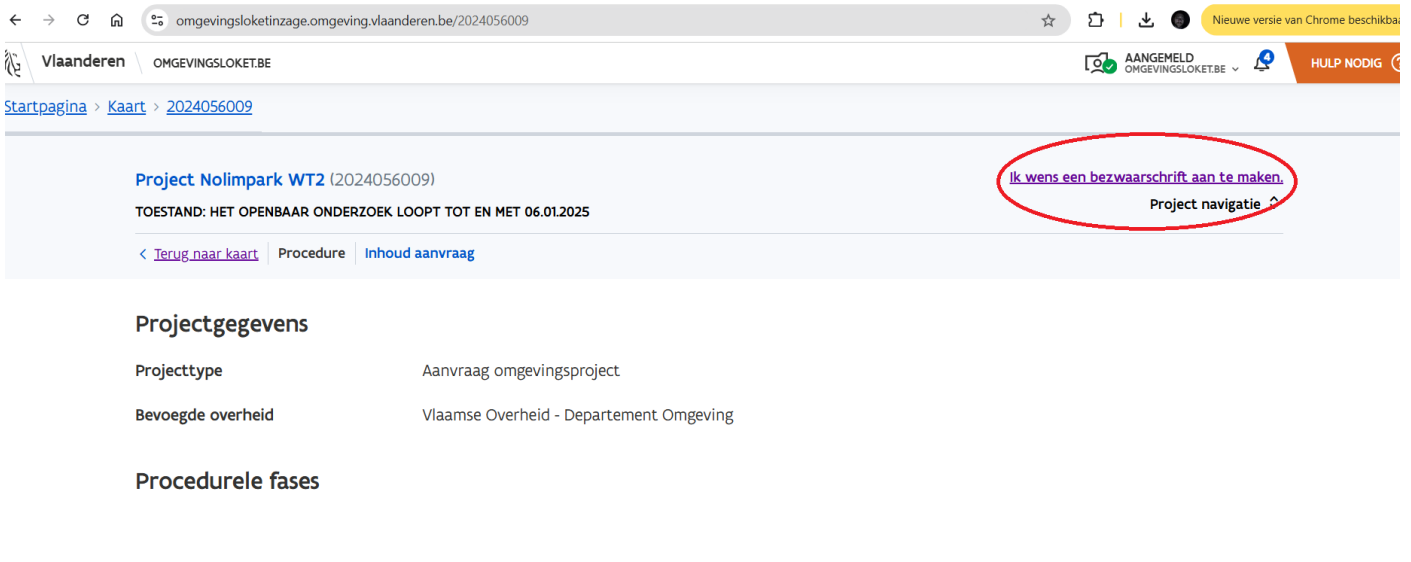 omgevingsloketinzage.omgeving.vlaanderen.be/2024056009
Nieuwe versie van Chrome beschikbaa
Vlaanderen
OMGEVINGSLOKET.BE
AANGEMELD
OMGEVINGSLOKET.BE
4
HULP NODIG ?
Startpagina > Kaart > 2024056009
Project Nolimpark WT2 (2024056009)
Ik wens een bezwaarschrift aan te maken.
TOESTAND: HET OPENBAAR ONDERZOEK LOOPT TOT EN MET 06.01.2025
Project navigatie
< Terug naar kaart
Procedure
Inhoud aanvraag
Projectgegevens
Projecttype
Aanvraag omgevingsproject
Bevoegde overheid
Vlaamse Overheid - Departement Omgeving
Procedurele fases